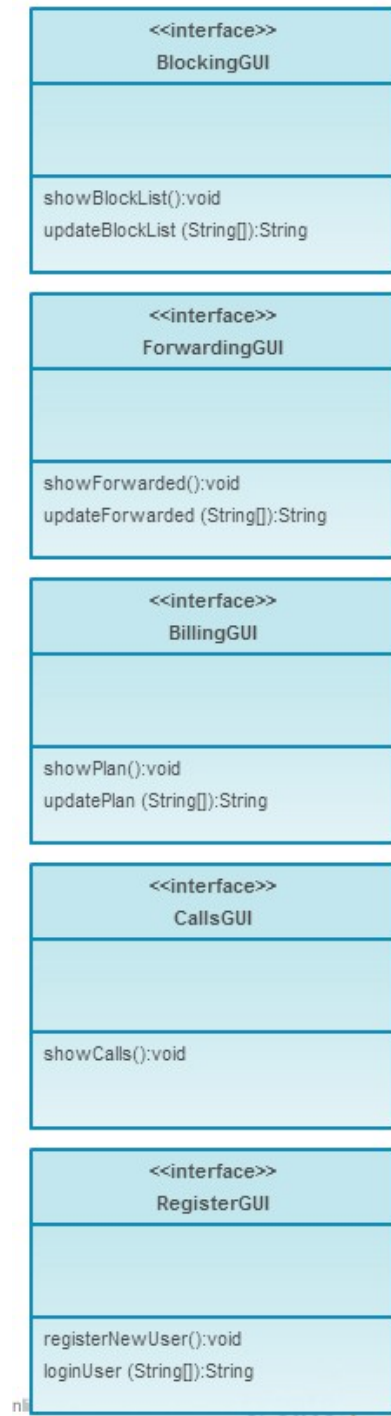 <<interface>>
BlockingGUI
showBlockList():void
updateBlockList (String[]):String
<<interface>>
ForwardingGUI
showForwarded():void
updateForwarded (String[]):String
<<interface>>
BillingGUI
showPlan():void
updatePlan (String[]):String
<<interface>>
CallsGUI
showCalls():void
<<interface>>
RegisterGUI
registerNewUser():void
loginUser (String[]):String